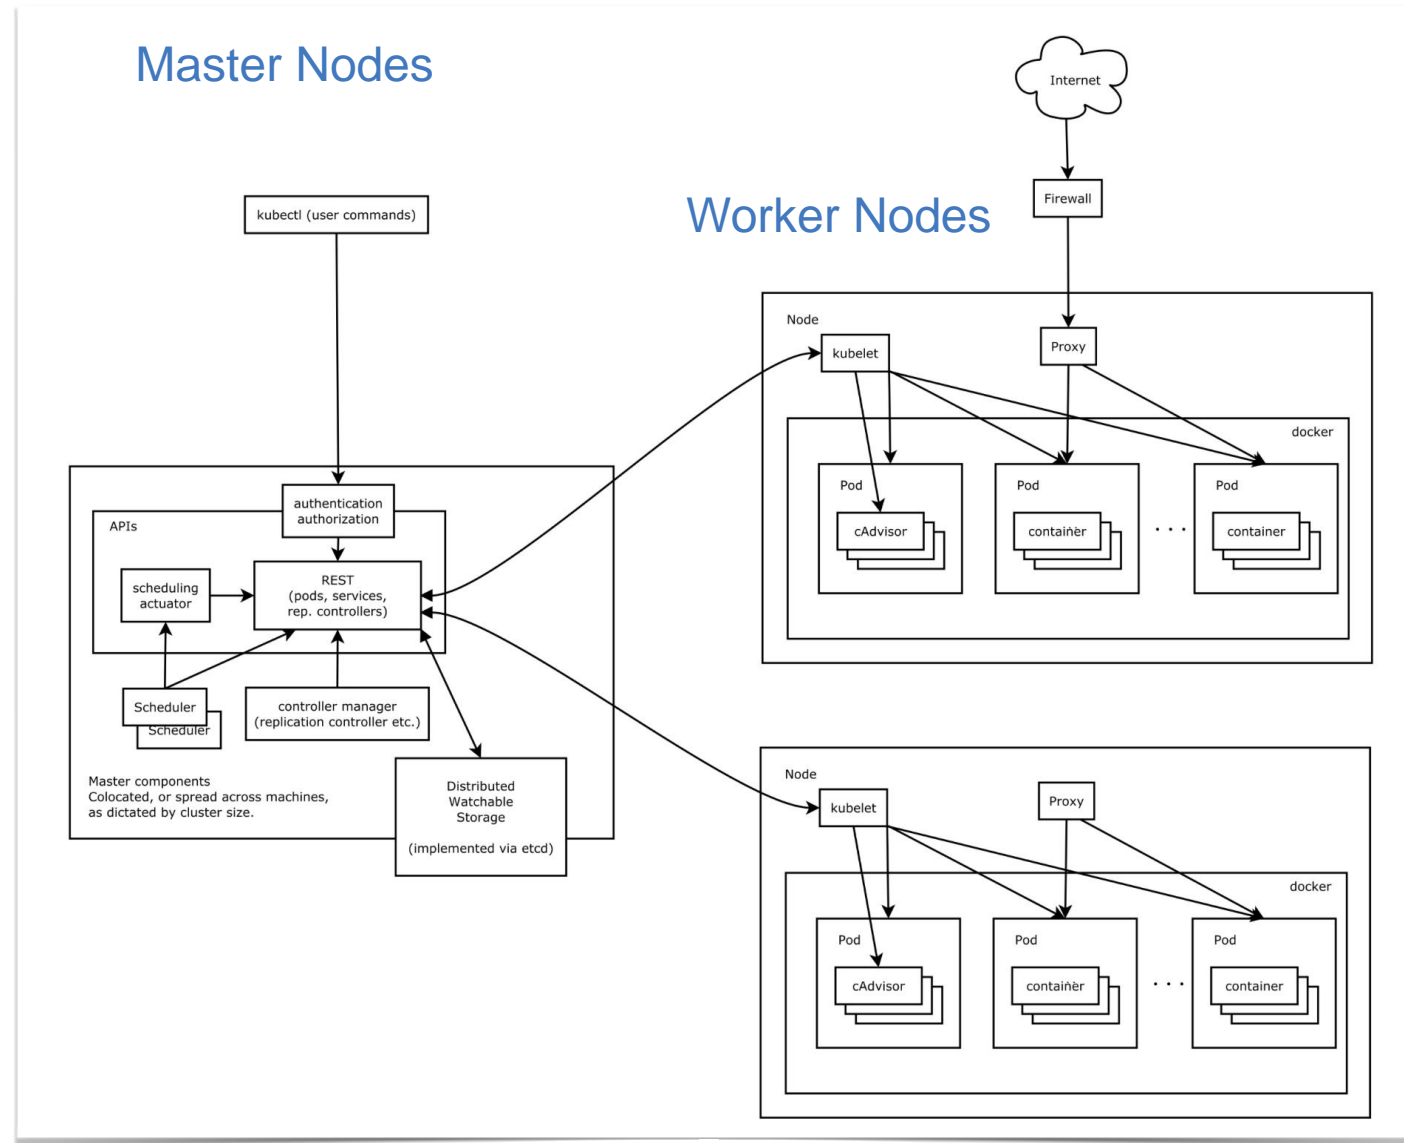 Master Nodes
Internet
Firewall
kubectl (user commands)
Worker Nodes
authentication
authorization
APIs
REST
(pods, services,
rep. controllers)
scheduling
actuator
Scheduler
Scheduler
controller manager
(replication controller etc.)
Master components
Colocated, or spread across machines,
as dictated by cluster size.
Distributed
Watchable
Storage
(implemented via etcd)
Node
kubelet
Proxy
docker
Pod
cAdvisor
Pod
container
. . .
Pod
container
Node
kubelet
Proxy
docker
Pod
cAdvisor
Pod
container
. . .
Pod
container